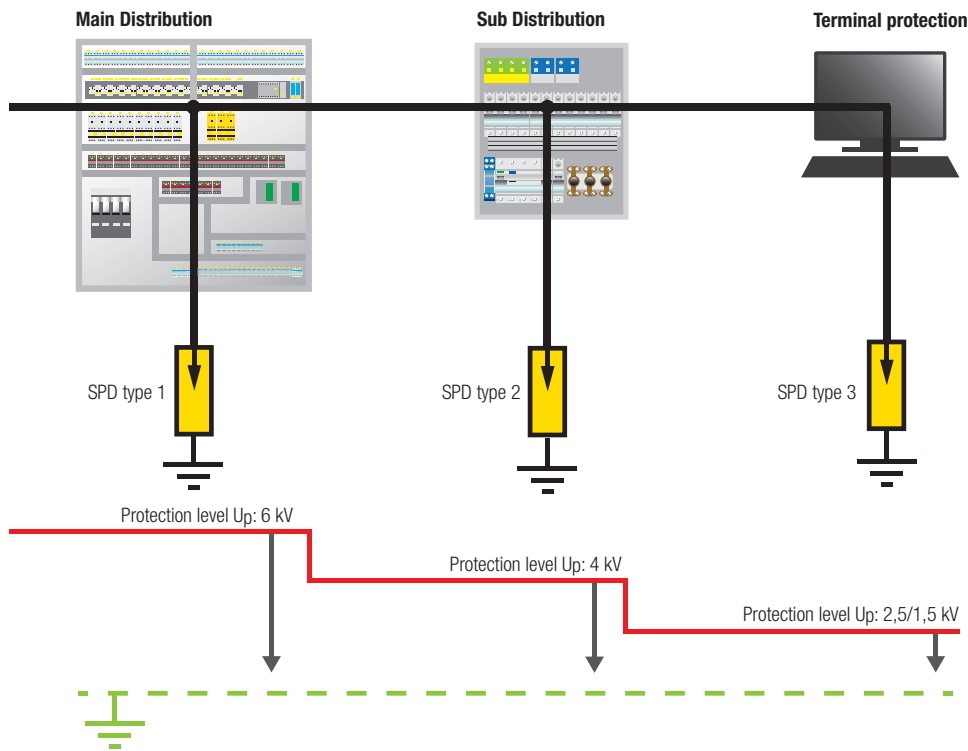 Main Distribution
Sub Distribution
Terminal protection
SPD type 1
SPD type 2
SPD type 3
Protection level Up: 6 kV
Protection level Up: 4 kV
Protection level Up: 2,5/1,5 kV